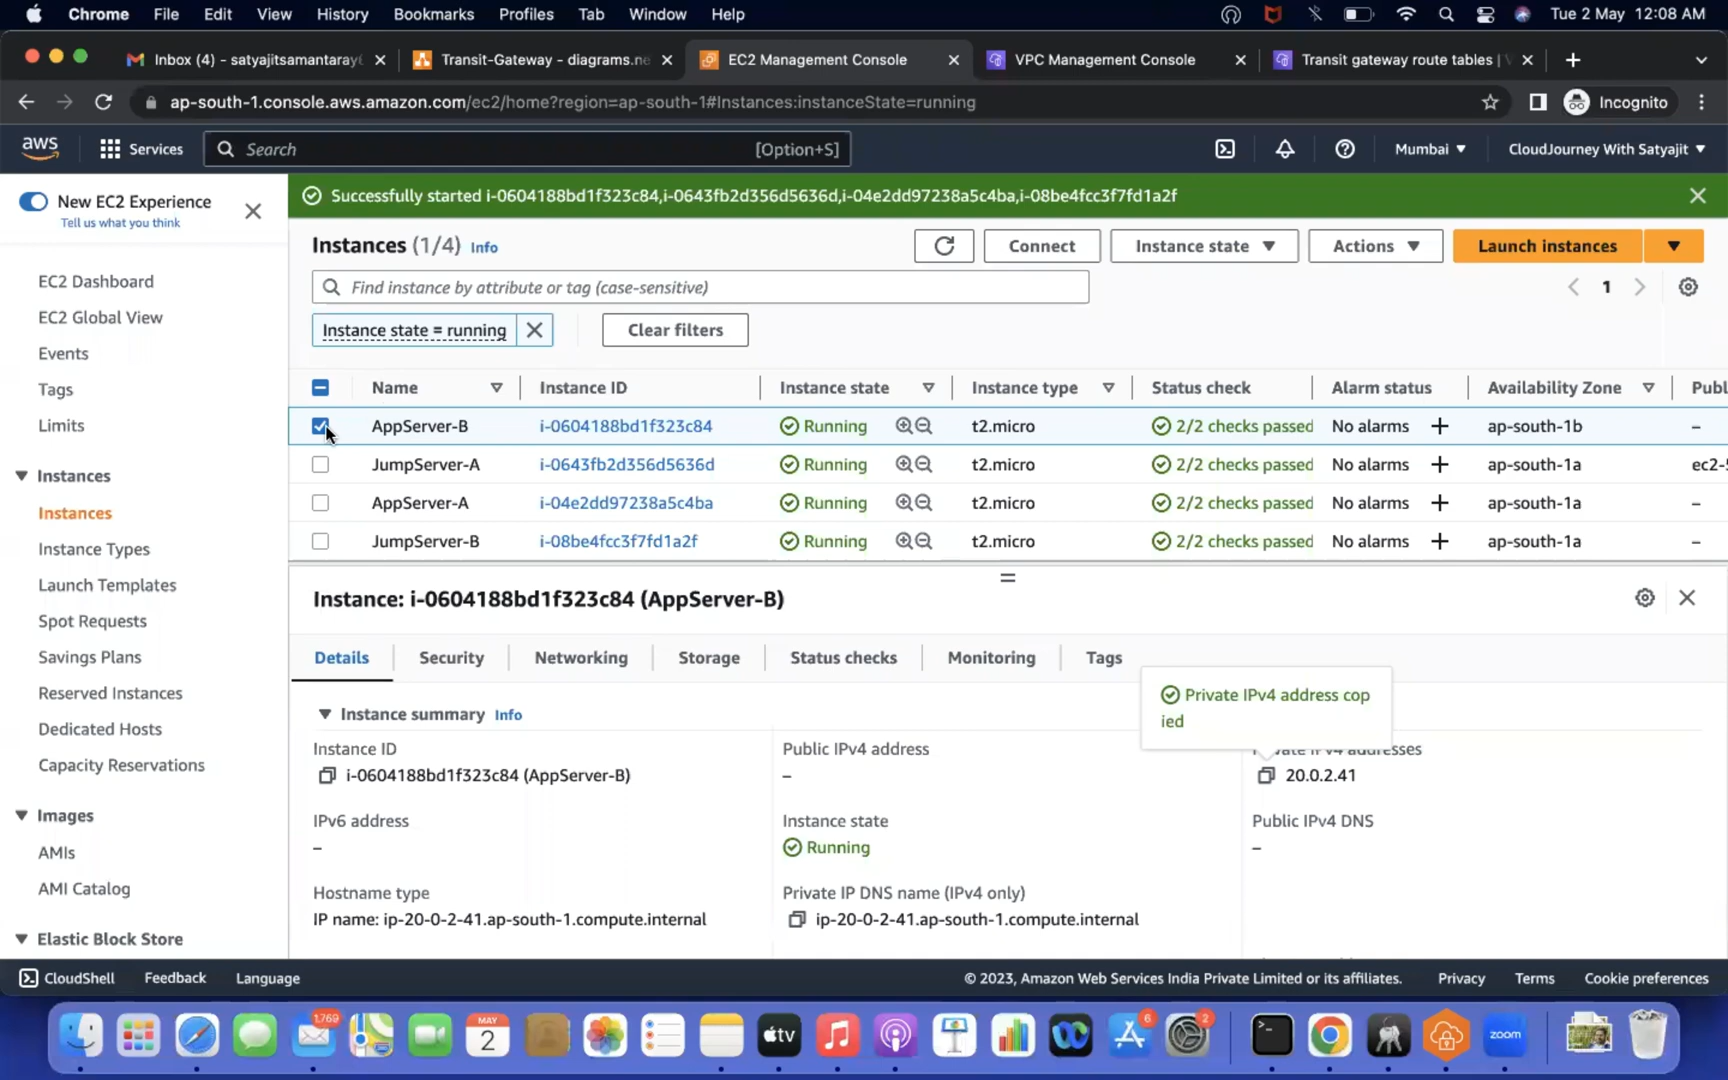 Chrome File Edit View History Bookmarks Profiles Tab Window Help Tue 2 May 12:08 AM
Inbox (4) - satyajitsamantaray Transit-Gateway - diagrams.ne EC2 Management Console VPC Management Console Transit gateway route tables | V
ap-south-1.console.aws.amazon.com/ec2/home?region=ap-south-1#Instances:instanceState=running Incognito
aws Services Search [Option+S] Mumbai CloudJourney With Satyajit
New EC2 Experience
Tell us what you think
EC2 Dashboard
EC2 Global View
Events
Tags
Limits
Instances
Instances
Instance Types
Launch Templates
Spot Requests
Savings Plans
Reserved Instances
Dedicated Hosts
Capacity Reservations
Images
AMIs
AMI Catalog
Elastic Block Store
Successfully started i-0604188bd1f323c84,i-0643fb2d356d5636d,i-04e2dd97238a5c4ba,i-08be4fcc3f7fd1a2f
Instances (1/4) Info Connect Instance state Actions Launch instances
Find instance by attribute or tag (case-sensitive) 1
Instance state = running Clear filters
Name Instance ID Instance state Instance type Status check Alarm status Availability Zone Publ
AppServer-B i-0604188bd1f323c84 Running t2.micro 2/2 checks passed No alarms + ap-south-1b –
JumpServer-A i-0643fb2d356d5636d Running t2.micro 2/2 checks passed No alarms + ap-south-1a ec2-5
AppServer-A i-04e2dd97238a5c4ba Running t2.micro 2/2 checks passed No alarms + ap-south-1a –
JumpServer-B i-08be4fcc3f7fd1a2f Running t2.micro 2/2 checks passed No alarms + ap-south-1a –
Instance: i-0604188bd1f323c84 (AppServer-B)
Details Security Networking Storage Status checks Monitoring Tags
Private IPv4 address cop
ied
Instance summary Info
Instance ID Public IPv4 address Private IPv4 addresses
i-0604188bd1f323c84 (AppServer-B) – 20.0.2.41
IPv6 address Instance state Public IPv4 DNS
– Running –
Hostname type Private IP DNS name (IPv4 only)
IP name: ip-20-0-2-41.ap-south-1.compute.internal ip-20-0-2-41.ap-south-1.compute.internal
CloudShell Feedback Language © 2023, Amazon Web Services India Private Limited or its affiliates. Privacy Terms Cookie preferences
1,769 MAY 2 tv 6 2 zoom